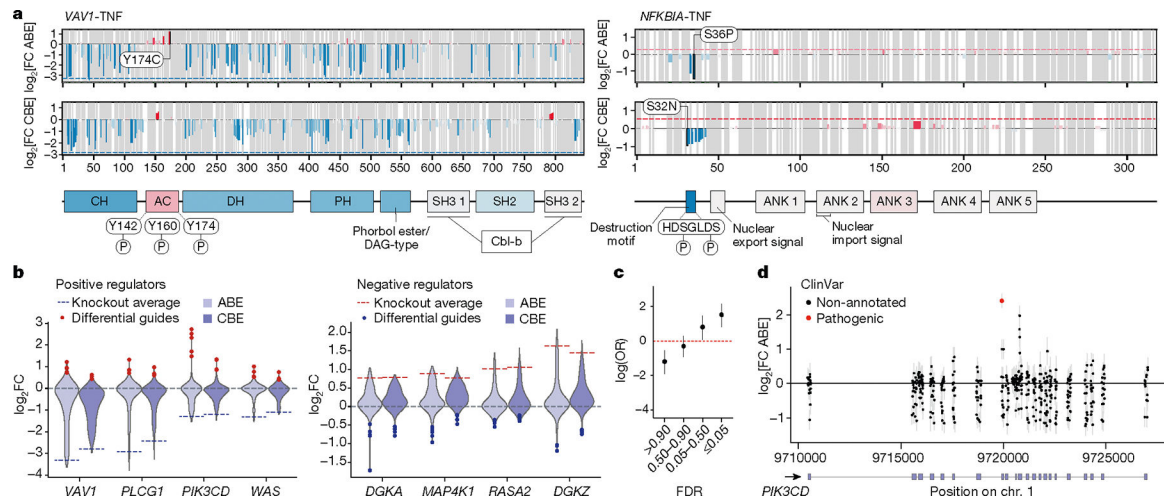 a
VAV1-TNF
log2[FC ABE]
1
0
−1
−2
−3
Y174C
log2[FC CBE]
1
0
−1
−2
−3
1 50 100 150 200 250 300 350 400 450 500 550 600 650 700 750 800
CH AC DH PH SH3 1 SH2 SH3 2
Y142 Y160 Y174
P P P
Phorbol ester/
DAG-type
Cbl-b
NFKBIA-TNF
log2[FC ABE]
1
0
−1
S36P
log2[FC CBE]
1
0
−1
S32N
1 50 100 150 200 250 300
ANK 1 ANK 2 ANK 3 ANK 4 ANK 5
Destruction
motif
HDSGLDS
P P
Nuclear
export signal
Nuclear
import signal
b
Positive regulators
Knockout average ABE
Differential guides CBE
log2FC
3
2
1
0
−1
−2
−3
−4
VAV1 PLCG1 PIK3CD WAS
Negative regulators
Knockout average ABE
Differential guides CBE
log2FC
2.0
1.5
1.0
0.5
0
−0.5
−1.0
−1.5
DGKA MAP4K1 RASA2 DGKZ
c
log(OR)
2
0
−2
−4
>0.90
0.50–0.90
0.05–0.50
≤0.05
FDR
d
ClinVar
Non-annotated
Pathogenic
log2[FC ABE]
2
1
0
−1
9710000 9715000 9720000 9725000
PIK3CD
Position on chr. 1